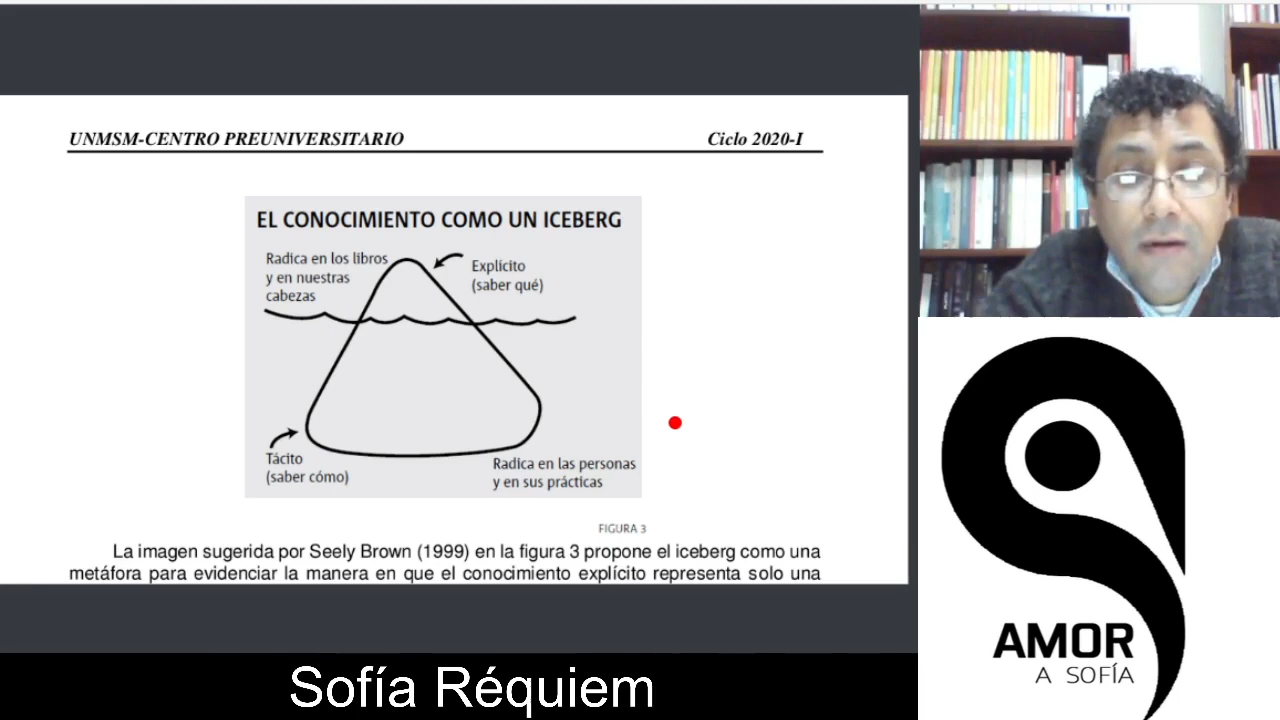 UNMSM-CENTRO PREUNIVERSITARIO Ciclo 2020-I
EL CONOCIMIENTO COMO UN ICEBERG
Radica en los libros
y en nuestras
cabezas
Explícito
(saber qué)
Tácito
(saber cómo)
Radica en las personas
y en sus prácticas
FIGURA 3
La imagen sugerida por Seely Brown (1999) en la figura 3 propone el iceberg como una
metáfora para evidenciar la manera en que el conocimiento explícito representa solo una
AMOR
A SOFÍA
Sofía Réquiem